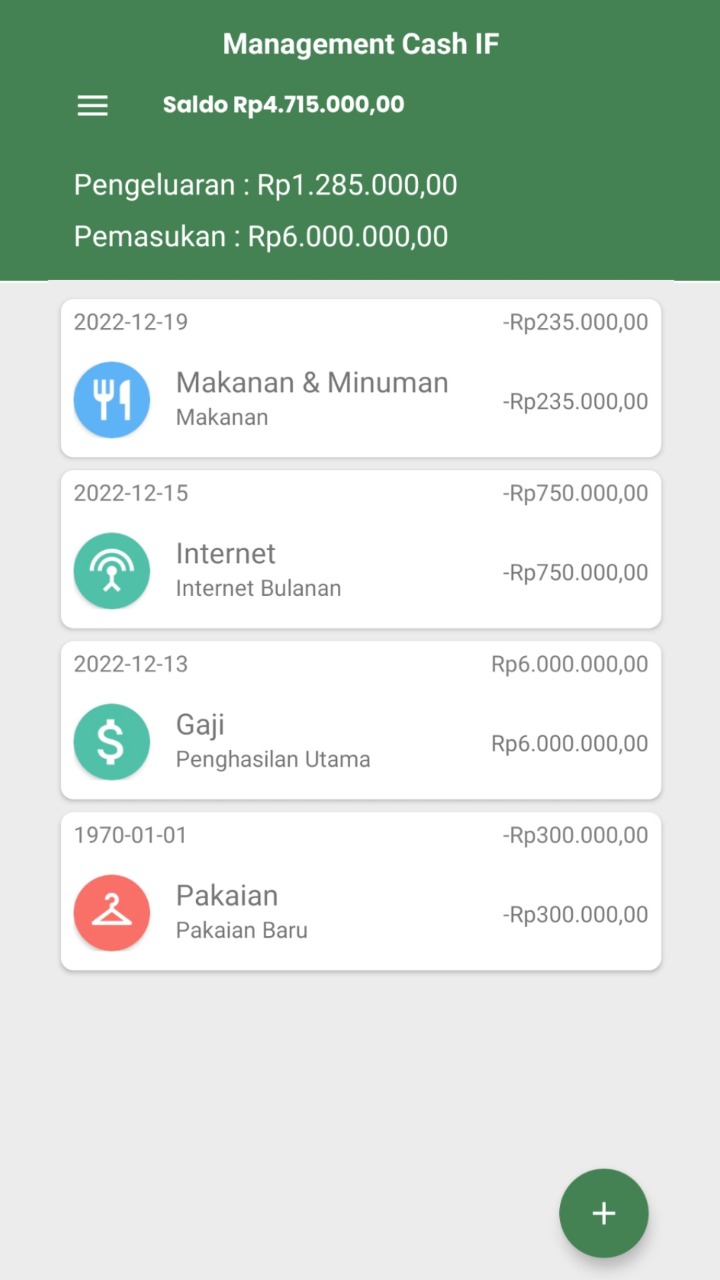 Management Cash IF
Saldo Rp4.715.000,00
Pengeluaran : Rp1.285.000,00
Pemasukan : Rp6.000.000,00
2022-12-19 -Rp235.000,00
Makanan & Minuman
Makanan
-Rp235.000,00
2022-12-15 -Rp750.000,00
Internet
Internet Bulanan
-Rp750.000,00
2022-12-13 Rp6.000.000,00
Gaji
Penghasilan Utama
Rp6.000.000,00
1970-01-01 -Rp300.000,00
Pakaian
Pakaian Baru
-Rp300.000,00